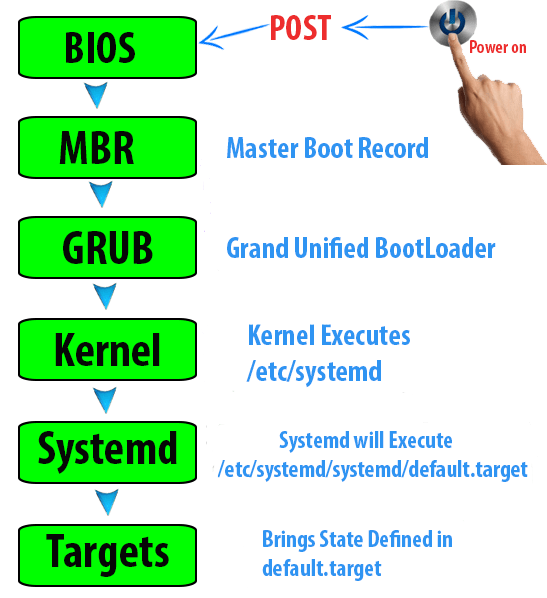 POST
Power on
BIOS
MBR
Master Boot Record
GRUB
Grand Unified BootLoader
Kernel
Kernel Executes
/etc/systemd
Systemd
Systemd will Execute
/etc/systemd/systemd/default.target
Targets
Brings State Defined in
default.target